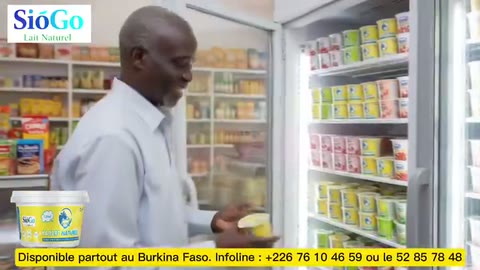 SióGo
Lait Naturel
SióGo
Disponible partout au Burkina Faso. Infoline : +226 76 10 46 59 ou le 52 85 78 48